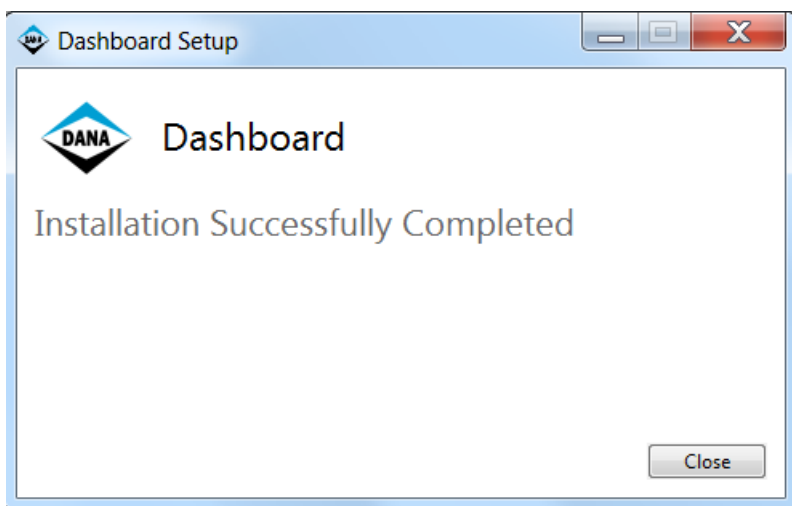 Dashboard Setup
DANA
Dashboard
Installation Successfully Completed
Close